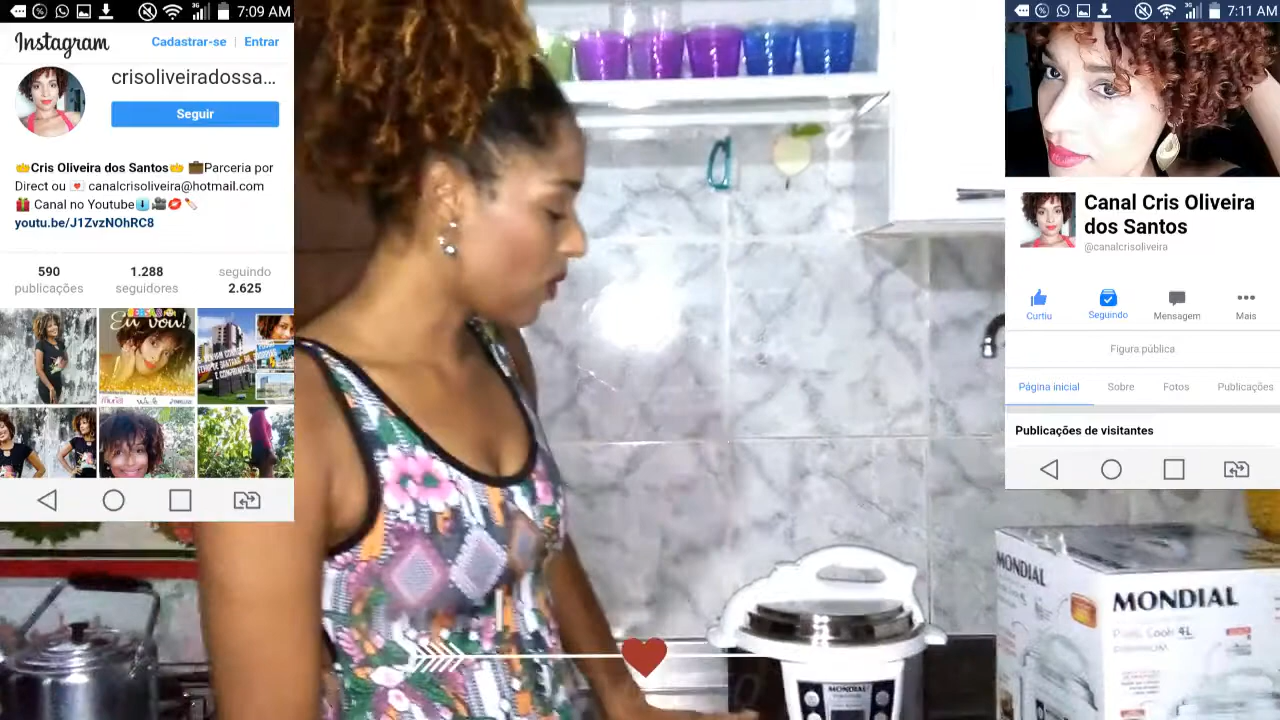 7:09 AM
Instagram
Cadastrar-se | Entrar
crisoliveiradossa...
Seguir
Cris Oliveira dos Santos Parceria por
Direct ou canalcrisoliveira@hotmail.com
Canal no Youtube
youtu.be/J1ZvzNOhRC8
590
publicações
1.288
seguidores
seguindo
2.625
Eu vou!
3G
7:11 AM
Canal Cris Oliveira
dos Santos
@canalcrisoliveira
Curtiu
Seguindo
Mensagem
Mais
Figura pública
Página inicial
Sobre
Fotos
Publicações
Publicações de visitantes
MONDIAL
MONDIAL
MONDIAL
4L